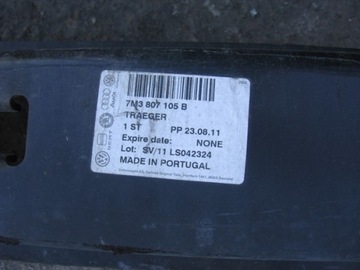 7M3 807 105 B
TRAEGER
1 ST PP 23.08.11
Expire date: NONE
Lot: SV/11 LS042324
MADE IN PORTUGAL